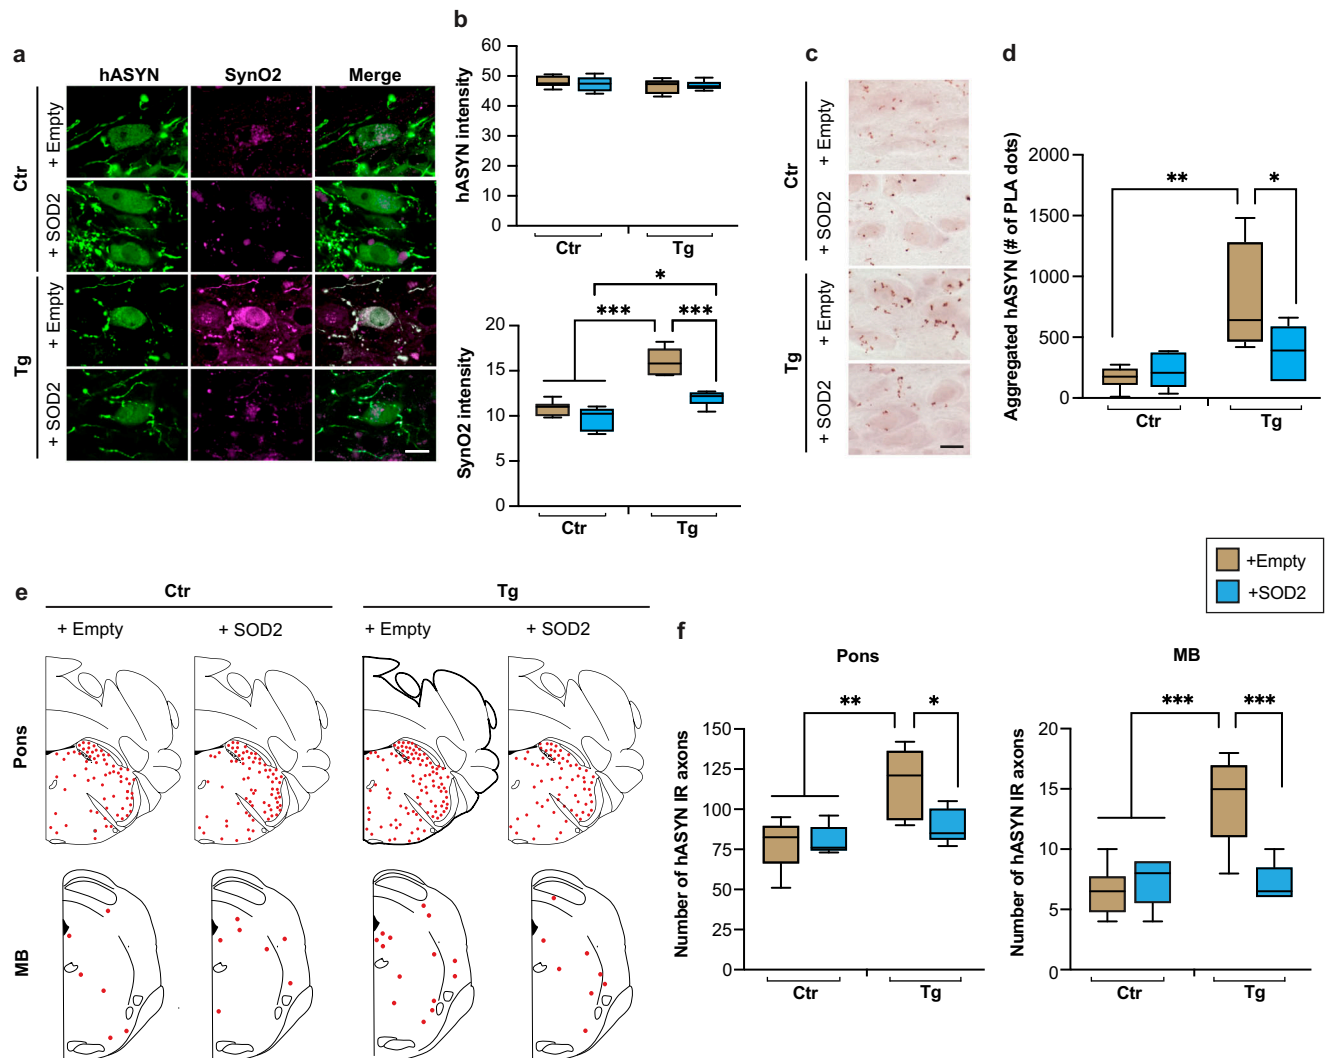 a
hASYN SynO2 Merge
Ctr
+ Empty
+ SOD2
Tg
+ Empty
+ SOD2
b
hASYN intensity
60
50
40
30
20
10
0
Ctr Tg
SynO2 intensity
20
15
10
5
0
*
*** ***
Ctr Tg
c
Ctr
+ Empty
+ SOD2
Tg
+ Empty
+ SOD2
d
Aggregated hASYN (# of PLA dots)
2000
1500
1000
500
0
** *
Ctr Tg
+Empty
+SOD2
e
Ctr Tg
+ Empty + SOD2 + Empty + SOD2
Pons
MB
f
Pons
Number of hASYN IR axons
150
125
100
75
50
25
0
** *
Ctr Tg
MB
Number of hASYN IR axons
20
15
10
5
0
*** ***
Ctr Tg